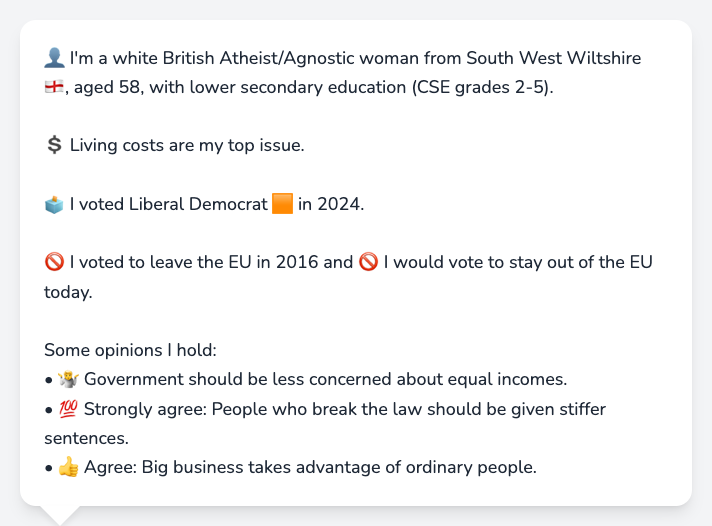 👤 I'm a white British Atheist/Agnostic woman from South West Wiltshire
🏴󠁧󠁢󠁥󠁮󠁧󠁿, aged 58, with lower secondary education (CSE grades 2-5).
💲 Living costs are my top issue.
🗳️ I voted Liberal Democrat 🟧 in 2024.
🚫 I voted to leave the EU in 2016 and 🚫 I would vote to stay out of the EU
today.
Some opinions I hold:
• 🤷 Government should be less concerned about equal incomes.
• 💯 Strongly agree: People who break the law should be given stiffer
sentences.
• 👍 Agree: Big business takes advantage of ordinary people.